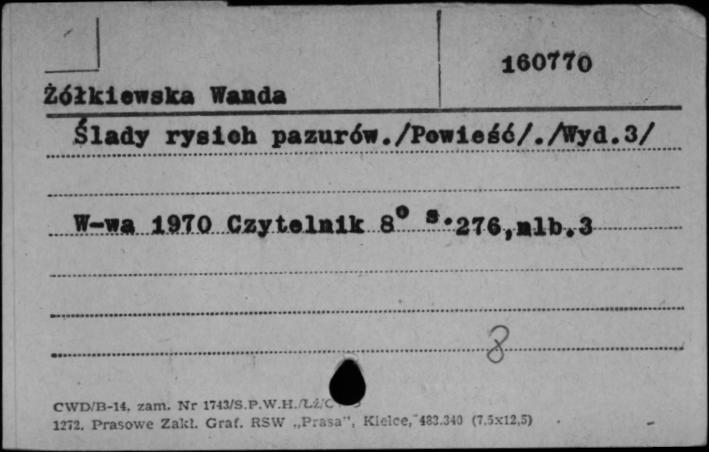 160770
Żółkiewska Wanda
Ślady rysich pazurów./Powieść/./Wyd.3/
W-wa 1970 Czytelnik 8° s.276,nlb.3
8
CWD/B-14, zam. Nr 1743/S.P.W.H./Łż/
1272. Prasowe Zakł. Graf. RSW „Prasa”, Kielce, 483.340 (7,5x12,5)